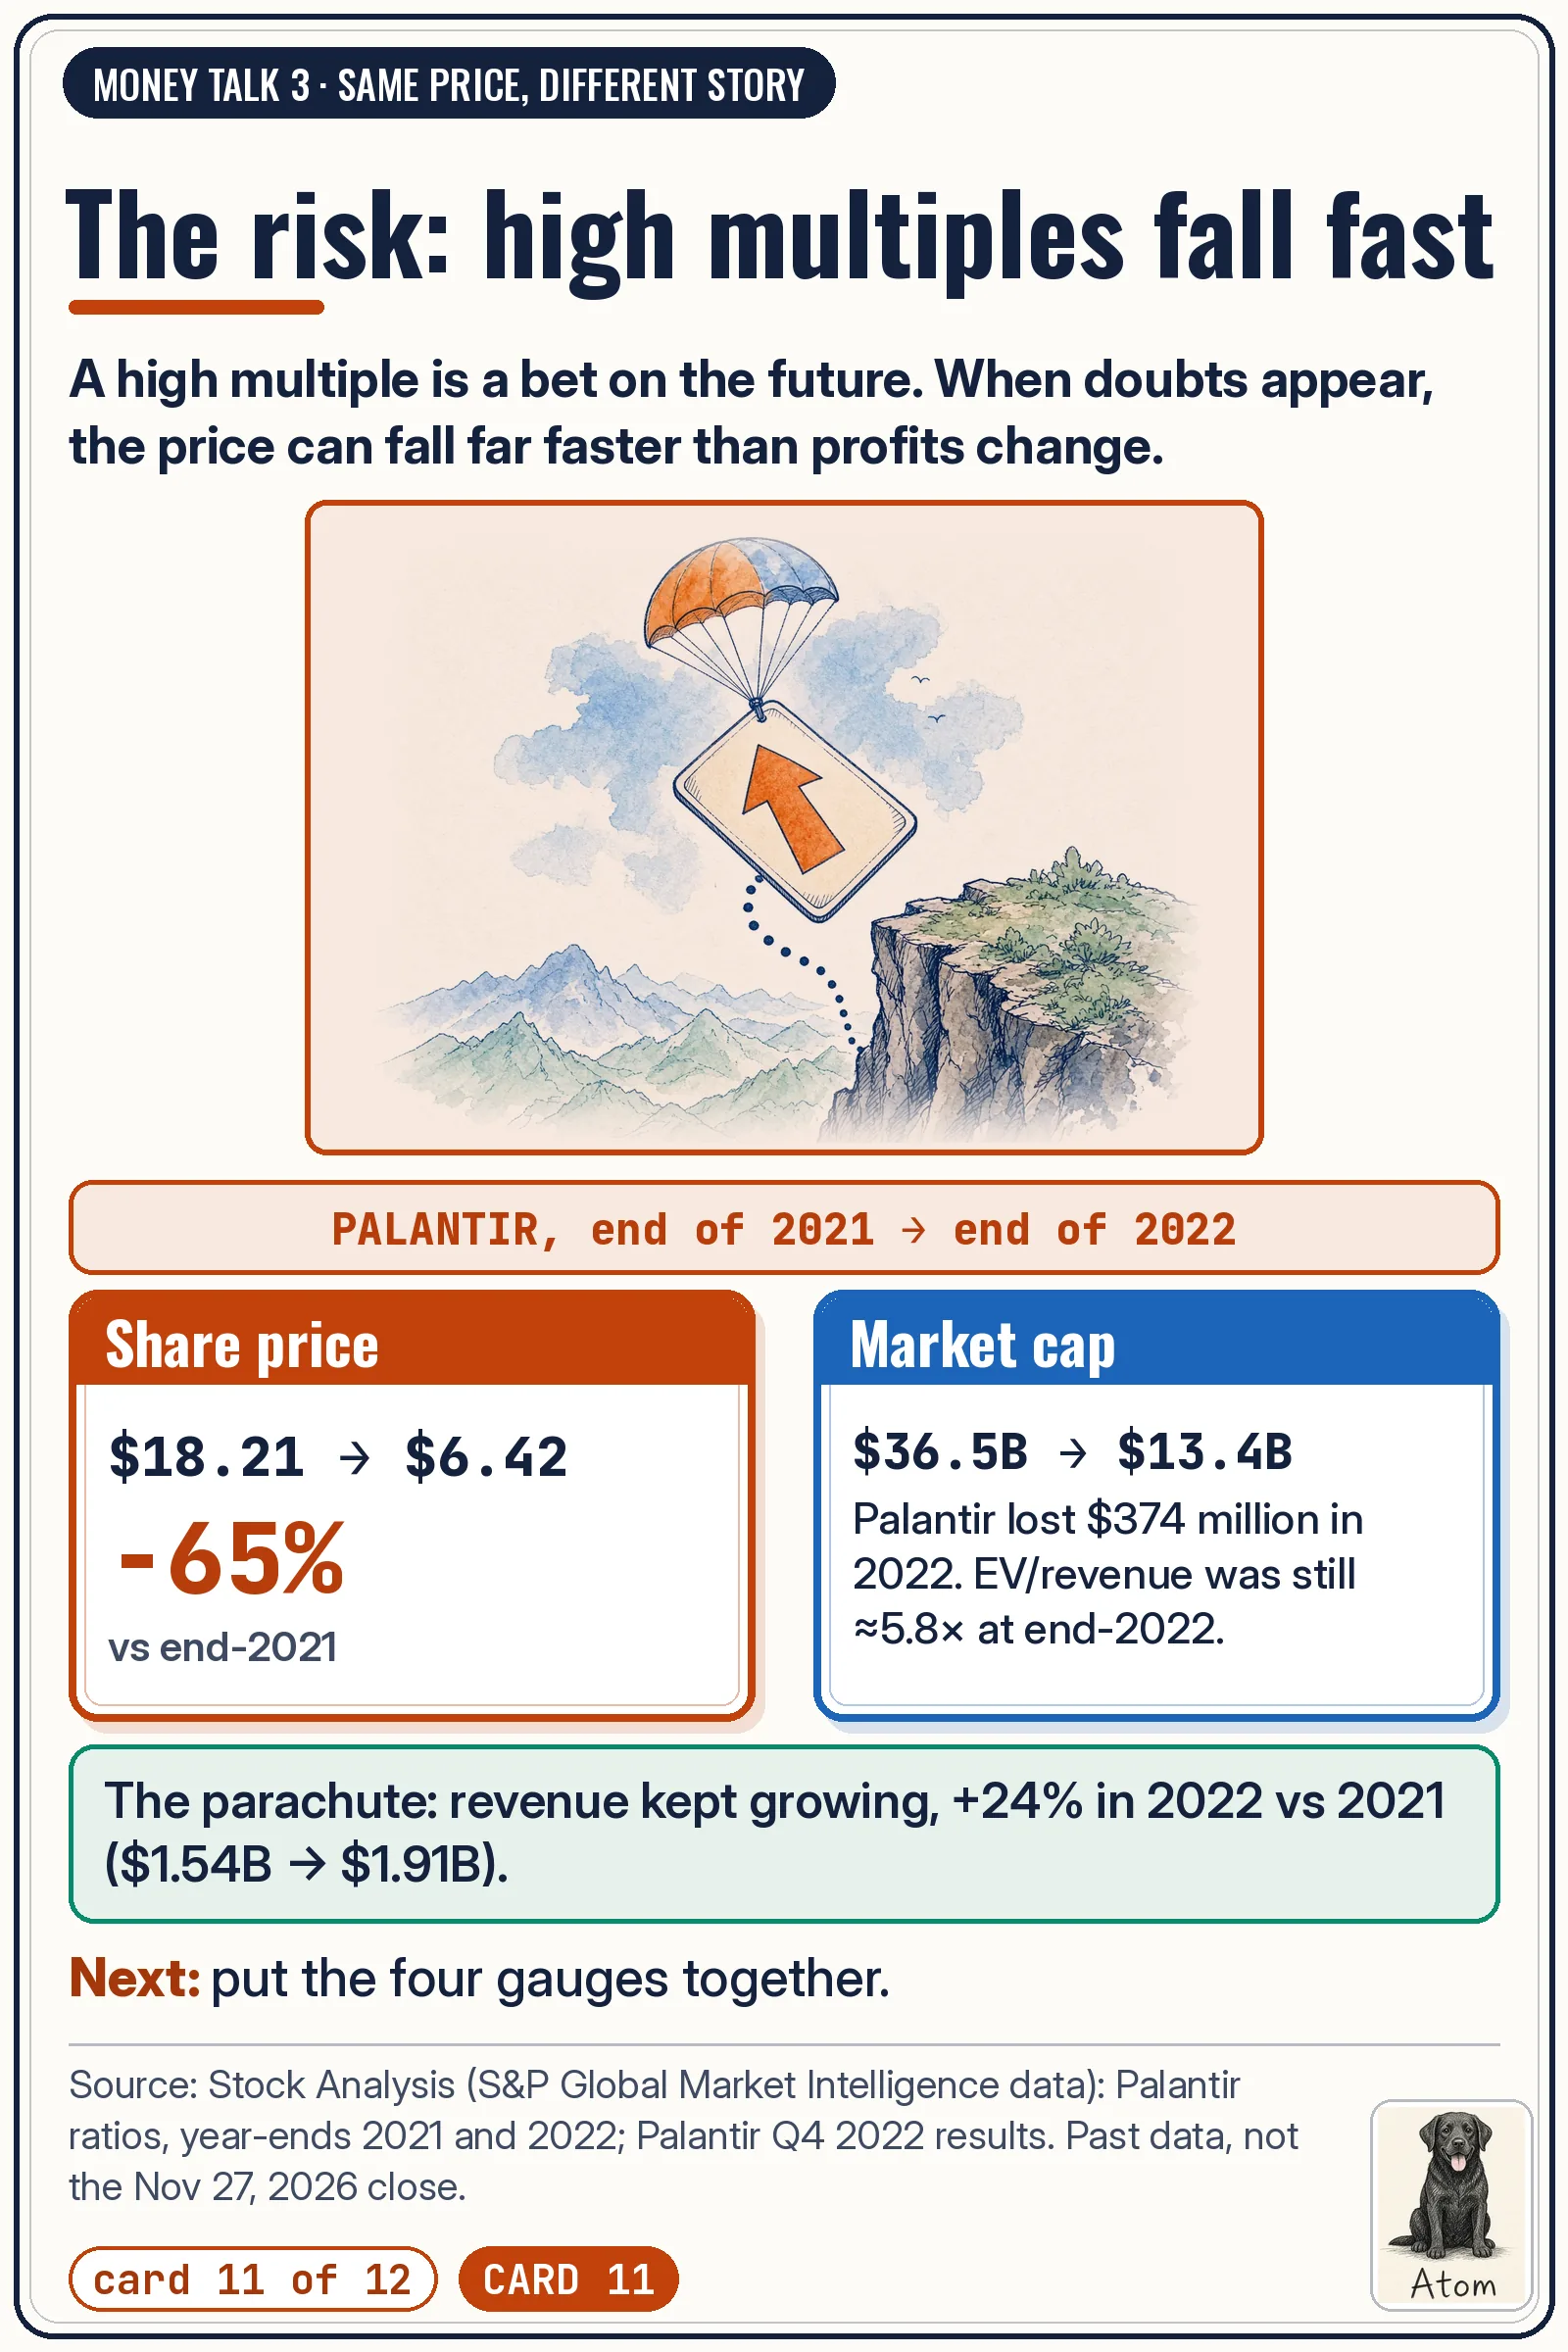 MONEY TALK 3 · SAME PRICE, DIFFERENT STORY
The risk: high multiples fall fast
A high multiple is a bet on the future. When doubts appear,
the price can fall far faster than profits change.
PALANTIR, end of 2021 → end of 2022
Share price
$18.21 → $6.42
-65%
vs end-2021
Market cap
$36.5B → $13.4B
Palantir lost $374 million in
2022. EV/revenue was still
≈5.8× at end-2022.
The parachute: revenue kept growing, +24% in 2022 vs 2021
($1.54B → $1.91B).
Next: put the four gauges together.
Source: Stock Analysis (S&P Global Market Intelligence data): Palantir
ratios, year-ends 2021 and 2022; Palantir Q4 2022 results. Past data, not
the Nov 27, 2026 close.
card 11 of 12
CARD 11
Atom